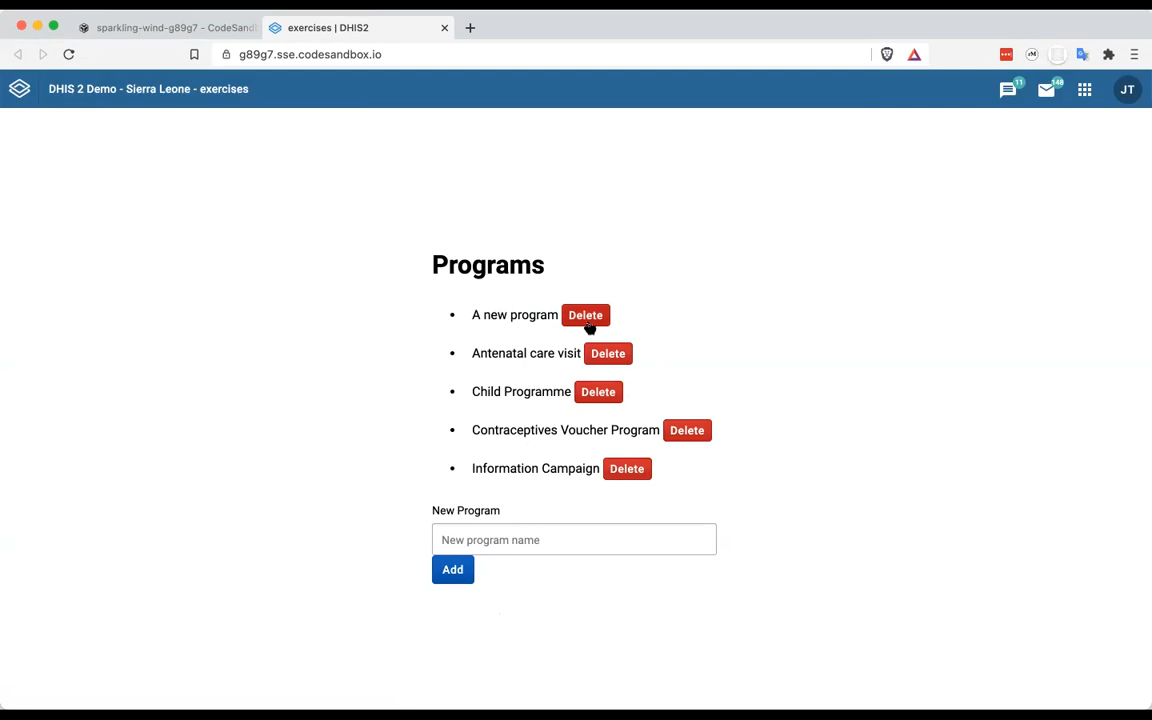 sparkling-wind-g89g7 - CodeSand
exercises | DHIS2
g89g7.sse.codesandbox.io
DHIS 2 Demo - Sierra Leone - exercises
11
148
JT
Programs
A new program Delete
Antenatal care visit Delete
Child Programme Delete
Contraceptives Voucher Program Delete
Information Campaign Delete
New Program
New program name
Add